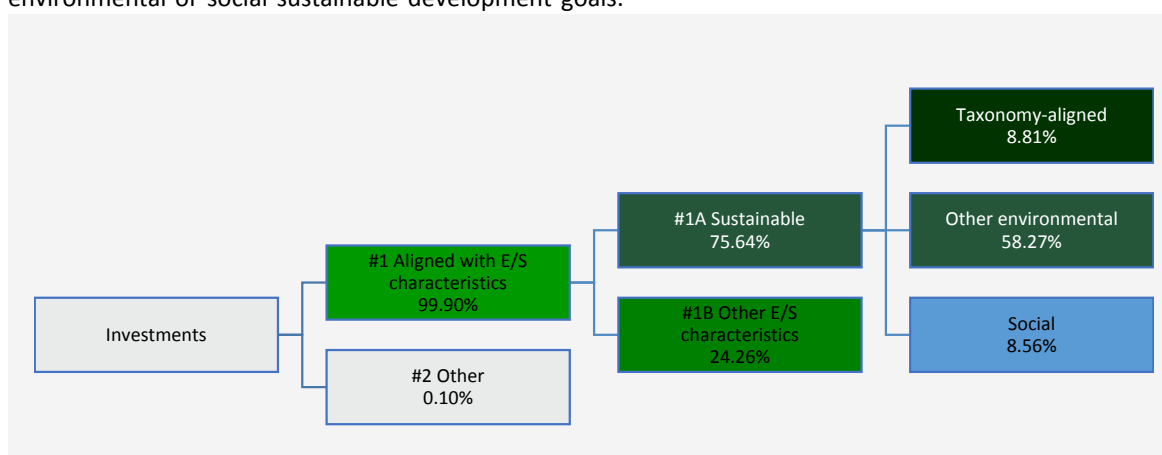 environmental or social sustainable development goals.
Taxonomy-aligned
8.81%
#1A Sustainable
75.64%
Other environmental
58.27%
#1 Aligned with E/S
characteristics
99.90%
Investments
#1B Other E/S
characteristics
24.26%
Social
8.56%
#2 Other
0.10%